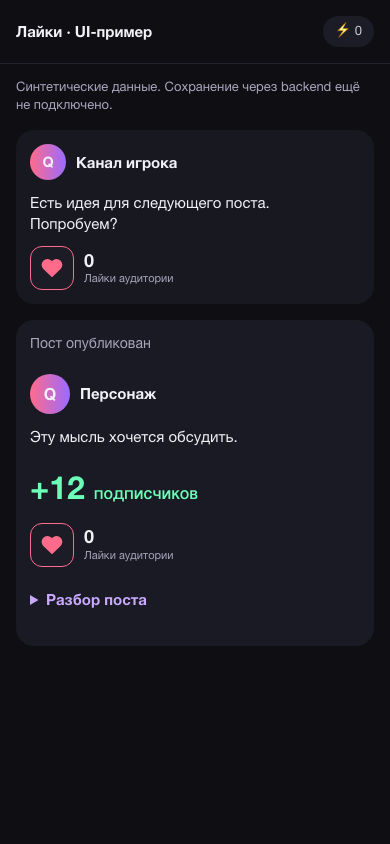 Лайки · UI-пример
⚡ 0
Синтетические данные. Сохранение через backend ещё
не подключено.
Q
Канал игрока
Есть идея для следующего поста.
Попробуем?
0
Лайки аудитории
Пост опубликован
Q
Персонаж
Эту мысль хочется обсудить.
+12 подписчиков
0
Лайки аудитории
Разбор поста